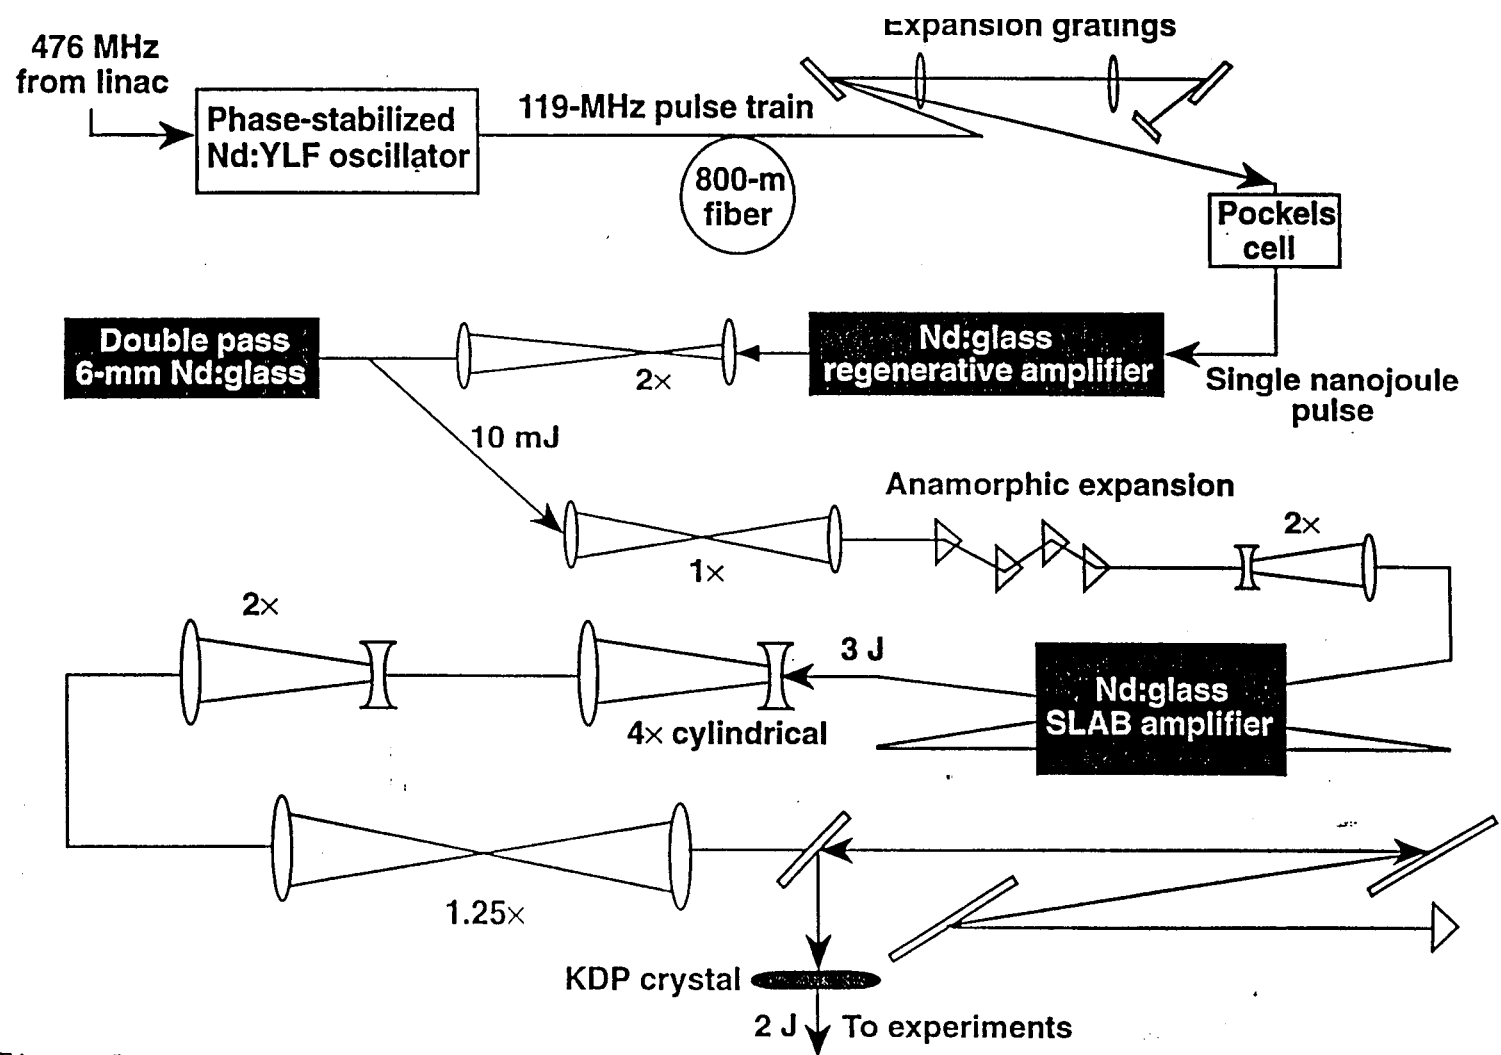 Expansion gratings
476 MHz
from linac
Phase-stabilized
Nd:YLF oscillator
119-MHz pulse train
800-m
fiber
Pockels
cell
Double pass
6-mm Nd:glass
2×
Nd:glass
regenerative amplifier
Single nanojoule
pulse
10 mJ
1×
Anamorphic expansion
2×
2×
4× cylindrical
3 J
Nd:glass
SLAB amplifier
1.25×
KDP crystal
2 J
To experiments